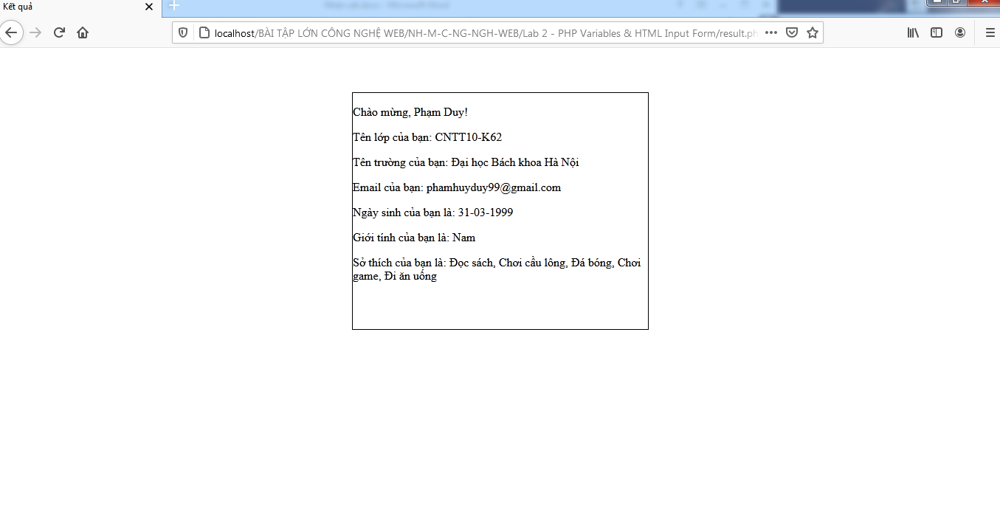 Kết quả
localhost/BÀI TẬP LỚN CÔNG NGHỆ WEB/NH-M-C-NG-NGH-WEB/Lab 2 - PHP Variables & HTML Input Form/result.ph
Chào mừng, Phạm Duy!
Tên lớp của bạn: CNTT10-K62
Tên trường của bạn: Đại học Bách khoa Hà Nội
Email của bạn: phamhuyduy99@gmail.com
Ngày sinh của bạn là: 31-03-1999
Giới tính của bạn là: Nam
Sở thích của bạn là: Đọc sách, Chơi cầu lông, Đá bóng, Chơi
game, Đi ăn uống